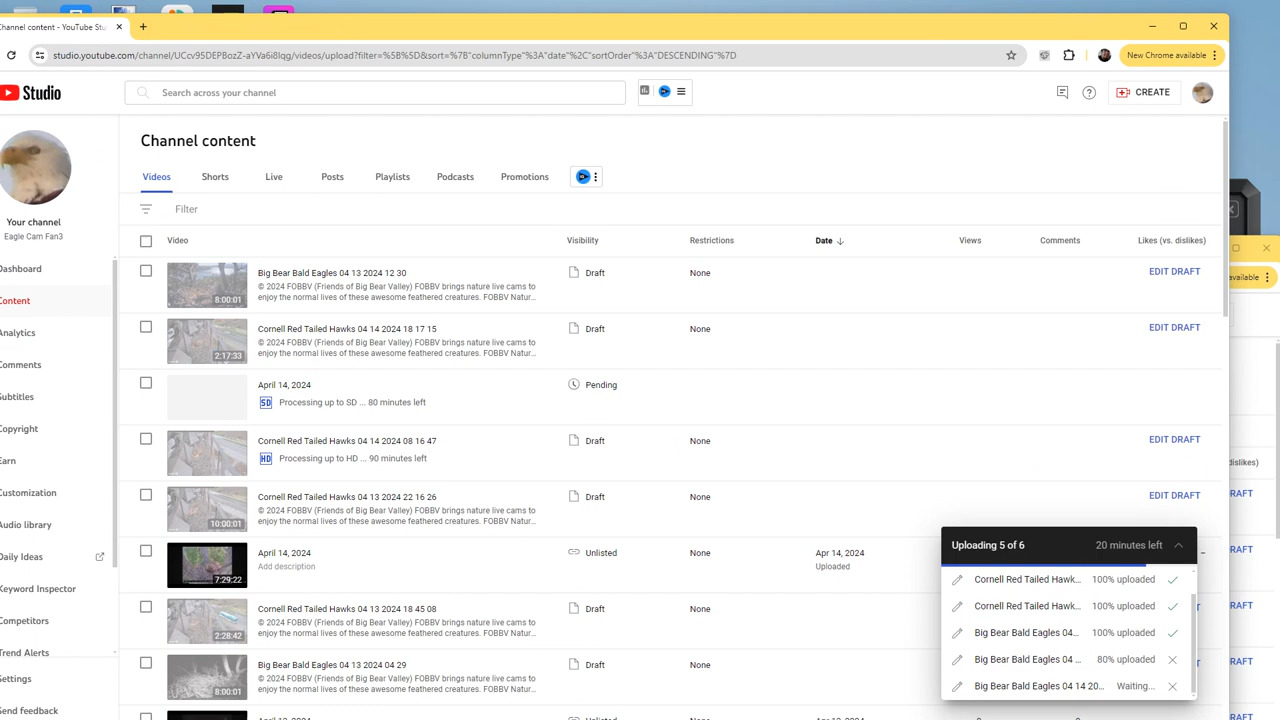 Channel content - YouTube Stu
studio.youtube.com/channel/UCcv95DEPBozZ-aYVa6i8Iqg/videos/upload?filter=%5B%5D&sort=%7B"columnType"%3A"date"%2C"sortOrder"%3A"DESCENDING"%7D
New Chrome available
Studio
Search across your channel
CREATE
Channel content
Videos Shorts Live Posts Playlists Podcasts Promotions
Filter
Your channel
Eagle Cam Fan3
Dashboard
Content
Analytics
Comments
Subtitles
Copyright
Earn
Customization
Audio library
Daily Ideas
Keyword Inspector
Competitors
Trend Alerts
Settings
Send feedback
Video Visibility Restrictions Date Views Comments Likes (vs. dislikes)
8:00:01
Big Bear Bald Eagles 04 13 2024 12 30
© 2024 FOBBV (Friends of Big Bear Valley) FOBBV brings nature live cams to
enjoy the normal lives of these awesome feathered creatures. FOBBV Natur...
Draft None EDIT DRAFT
2:17:33
Cornell Red Tailed Hawks 04 14 2024 18 17 15
© 2024 FOBBV (Friends of Big Bear Valley) FOBBV brings nature live cams to
enjoy the normal lives of these awesome feathered creatures. FOBBV Natur...
Draft None EDIT DRAFT
April 14, 2024
SD Processing up to SD ... 80 minutes left
Pending
Cornell Red Tailed Hawks 04 14 2024 08 16 47
HD Processing up to HD ... 90 minutes left
Draft None EDIT DRAFT
10:00:01
Cornell Red Tailed Hawks 04 13 2024 22 16 26
© 2024 FOBBV (Friends of Big Bear Valley) FOBBV brings nature live cams to
enjoy the normal lives of these awesome feathered creatures. FOBBV Natur...
Draft None EDIT DRAFT
7:29:22
April 14, 2024
Add description
Unlisted None Apr 14, 2024
Uploaded
2:28:42
Cornell Red Tailed Hawks 04 13 2024 18 45 08
© 2024 FOBBV (Friends of Big Bear Valley) FOBBV brings nature live cams to
enjoy the normal lives of these awesome feathered creatures. FOBBV Natur...
Draft None
8:00:01
Big Bear Bald Eagles 04 13 2024 04 29
© 2024 FOBBV (Friends of Big Bear Valley) FOBBV brings nature live cams to
enjoy the normal lives of these awesome feathered creatures. FOBBV Natur...
Draft None
Uploading 5 of 6 20 minutes left
Cornell Red Tailed Hawk... 100% uploaded
Cornell Red Tailed Hawk... 100% uploaded
Big Bear Bald Eagles 04... 100% uploaded
Big Bear Bald Eagles 04 ... 80% uploaded
Big Bear Bald Eagles 04 14 20... Waiting...
available
dislikes)
RAFT
RAFT
RAFT
RAFT